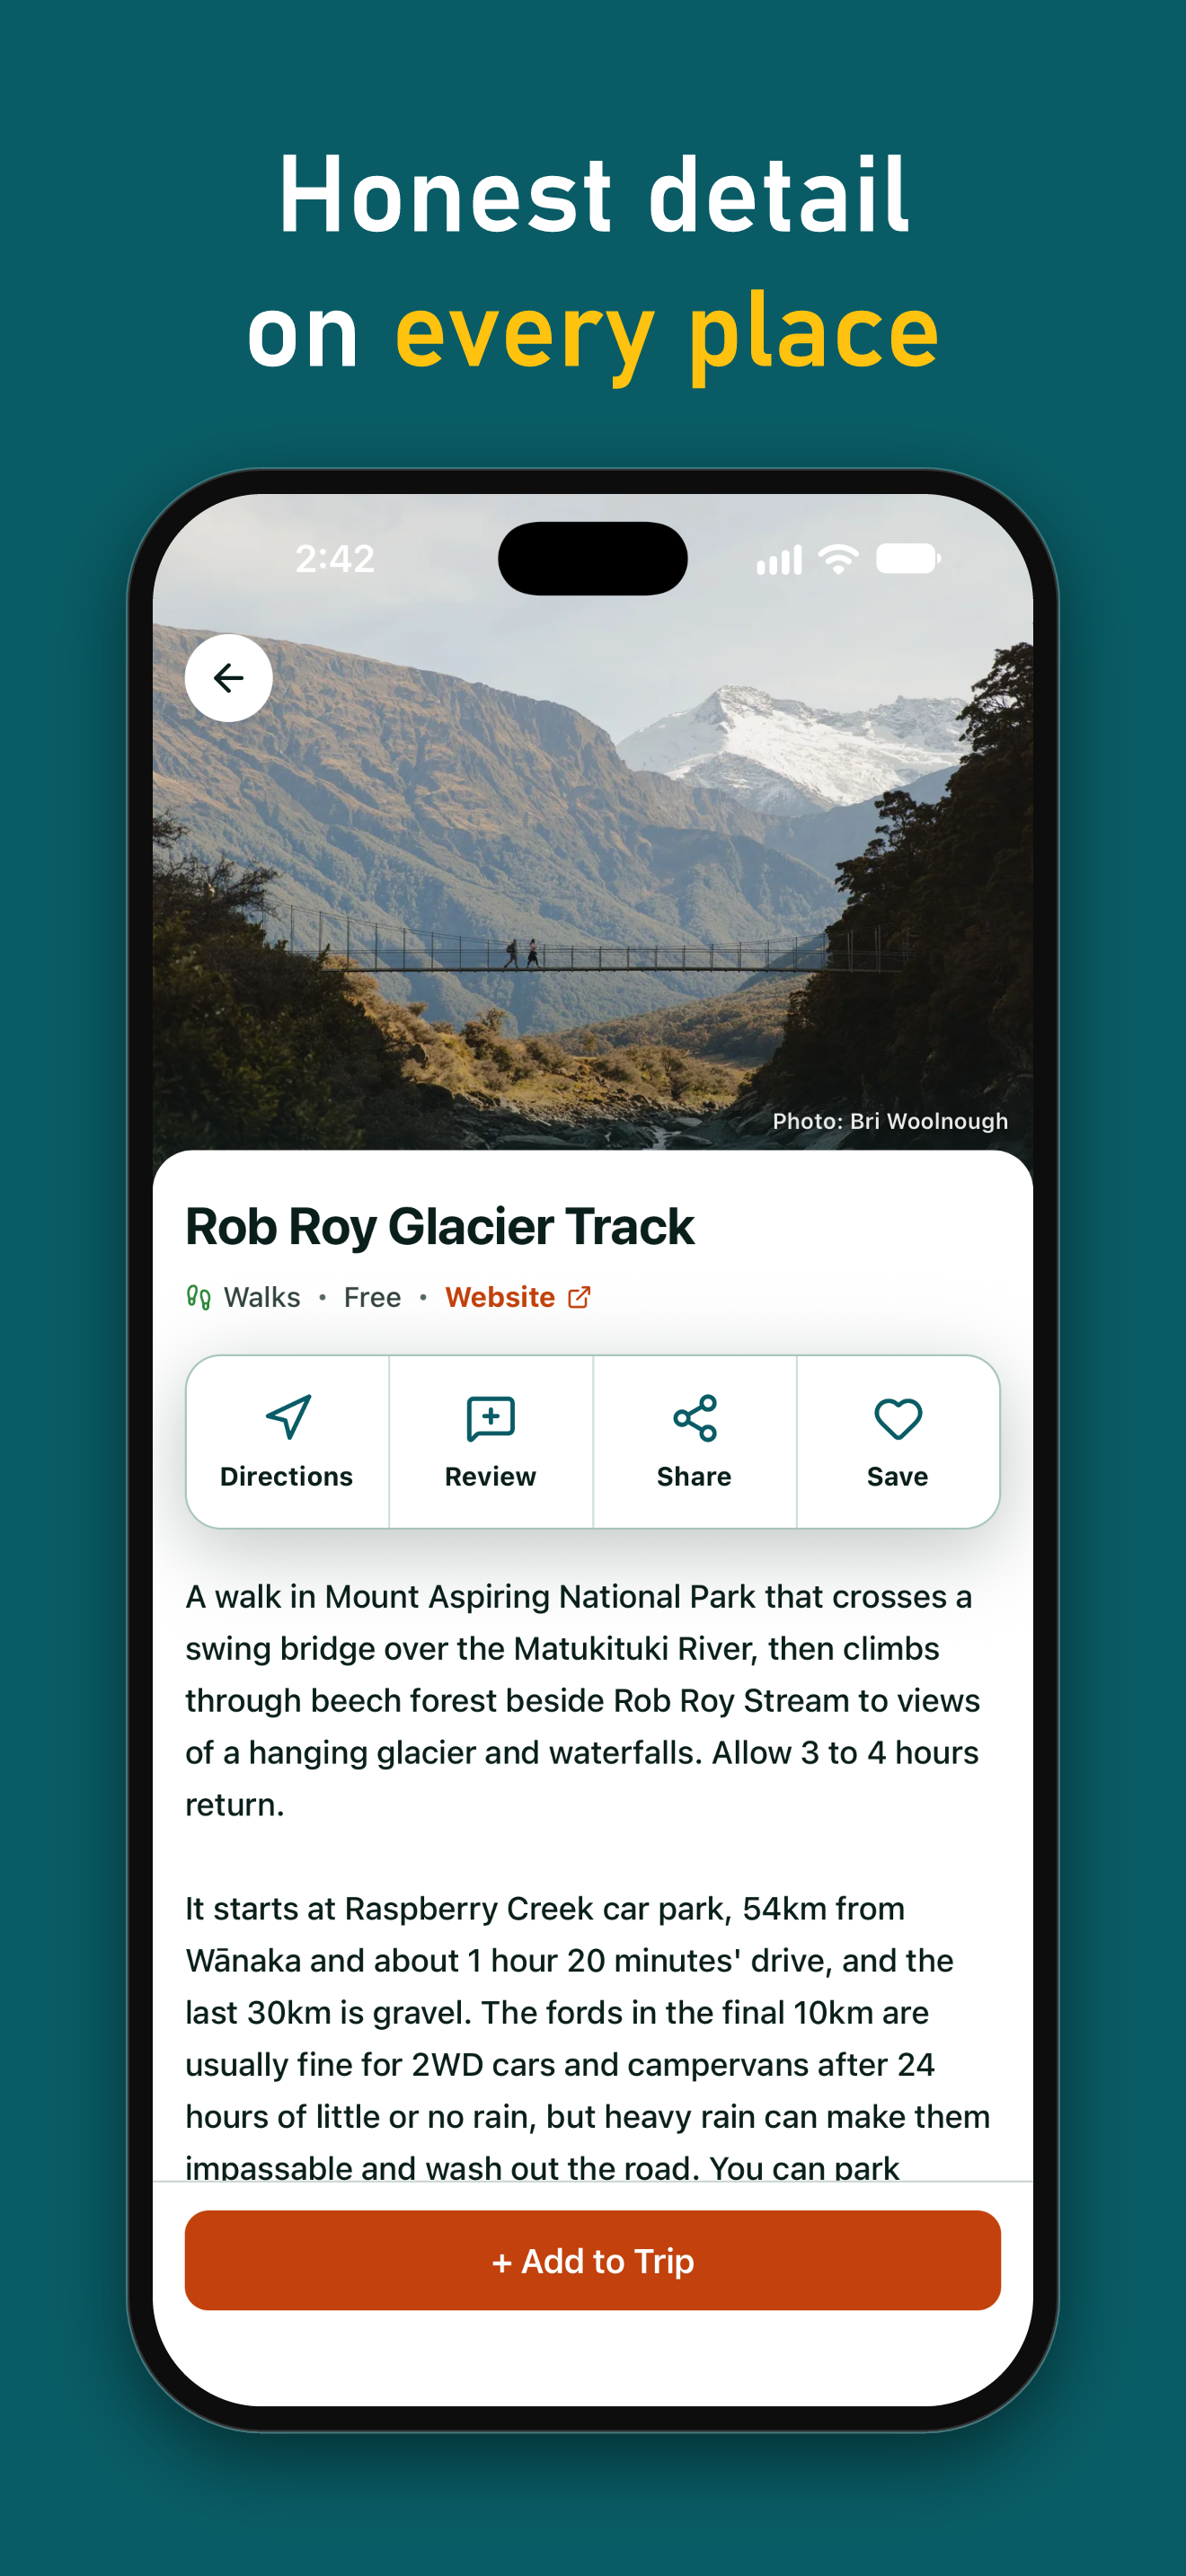 Honest detail
on every place
2:42
Photo: Bri Woolnough
Rob Roy Glacier Track
Walks • Free • Website
Directions
Review
Share
Save
A walk in Mount Aspiring National Park that crosses a
swing bridge over the Matukituki River, then climbs
through beech forest beside Rob Roy Stream to views
of a hanging glacier and waterfalls. Allow 3 to 4 hours
return.
It starts at Raspberry Creek car park, 54km from
Wānaka and about 1 hour 20 minutes' drive, and the
last 30km is gravel. The fords in the final 10km are
usually fine for 2WD cars and campervans after 24
hours of little or no rain, but heavy rain can make them
impassable and wash out the road. You can park
+ Add to Trip